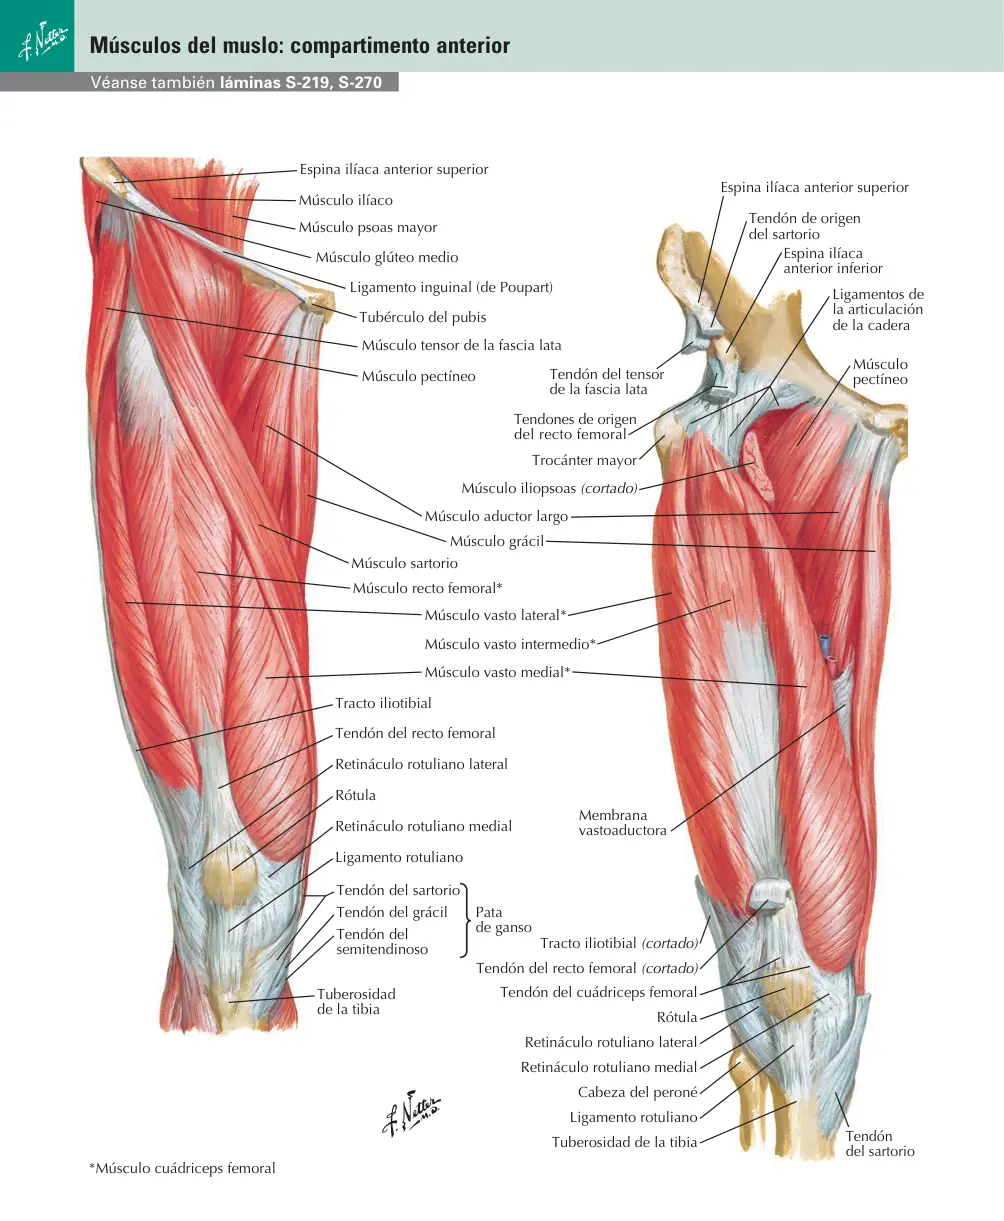 F. Netter M.D.
Músculos del muslo: compartimento anterior
Véanse también láminas S-219, S-270
Espina ilíaca anterior superior
Músculo ilíaco
Músculo psoas mayor
Músculo glúteo medio
Ligamento inguinal (de Poupart)
Tubérculo del pubis
Músculo tensor de la fascia lata
Músculo pectíneo
Espina ilíaca anterior superior
Tendón de origen
del sartorio
Espina ilíaca
anterior inferior
Ligamentos de
la articulación
de la cadera
Músculo
pectíneo
Tendón del tensor
de la fascia lata
Tendones de origen
del recto femoral
Trocánter mayor
Músculo iliopsoas (cortado)
Músculo aductor largo
Músculo grácil
Músculo sartorio
Músculo recto femoral*
Músculo vasto lateral*
Músculo vasto intermedio*
Músculo vasto medial*
Tracto iliotibial
Tendón del recto femoral
Retináculo rotuliano lateral
Rótula
Retináculo rotuliano medial
Ligamento rotuliano
Tendón del sartorio
Tendón del grácil
Tendón del
semitendinoso
Pata
de ganso
Tuberosidad
de la tibia
Membrana
vastoaductora
Tracto iliotibial (cortado)
Tendón del recto femoral (cortado)
Tendón del cuádriceps femoral
Rótula
Retináculo rotuliano lateral
Retináculo rotuliano medial
Cabeza del peroné
Ligamento rotuliano
Tuberosidad de la tibia
Tendón
del sartorio
F. Netter M.D.
*Músculo cuádriceps femoral